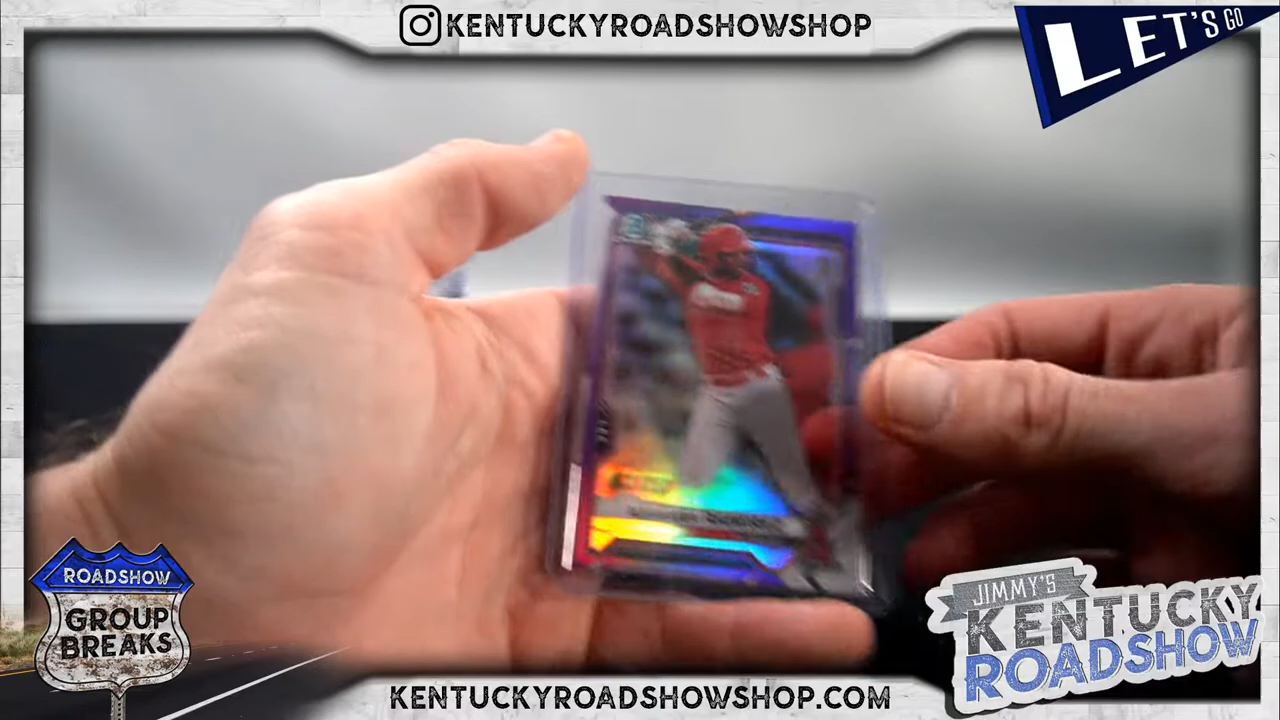 KENTUCKYROADSHOWSHOP
LET'S GO
ROADSHOW
GROUP
BREAKS
JIMMY'S
KENTUCKY
ROADSHOW
KENTUCKYROADSHOWSHOP.COM